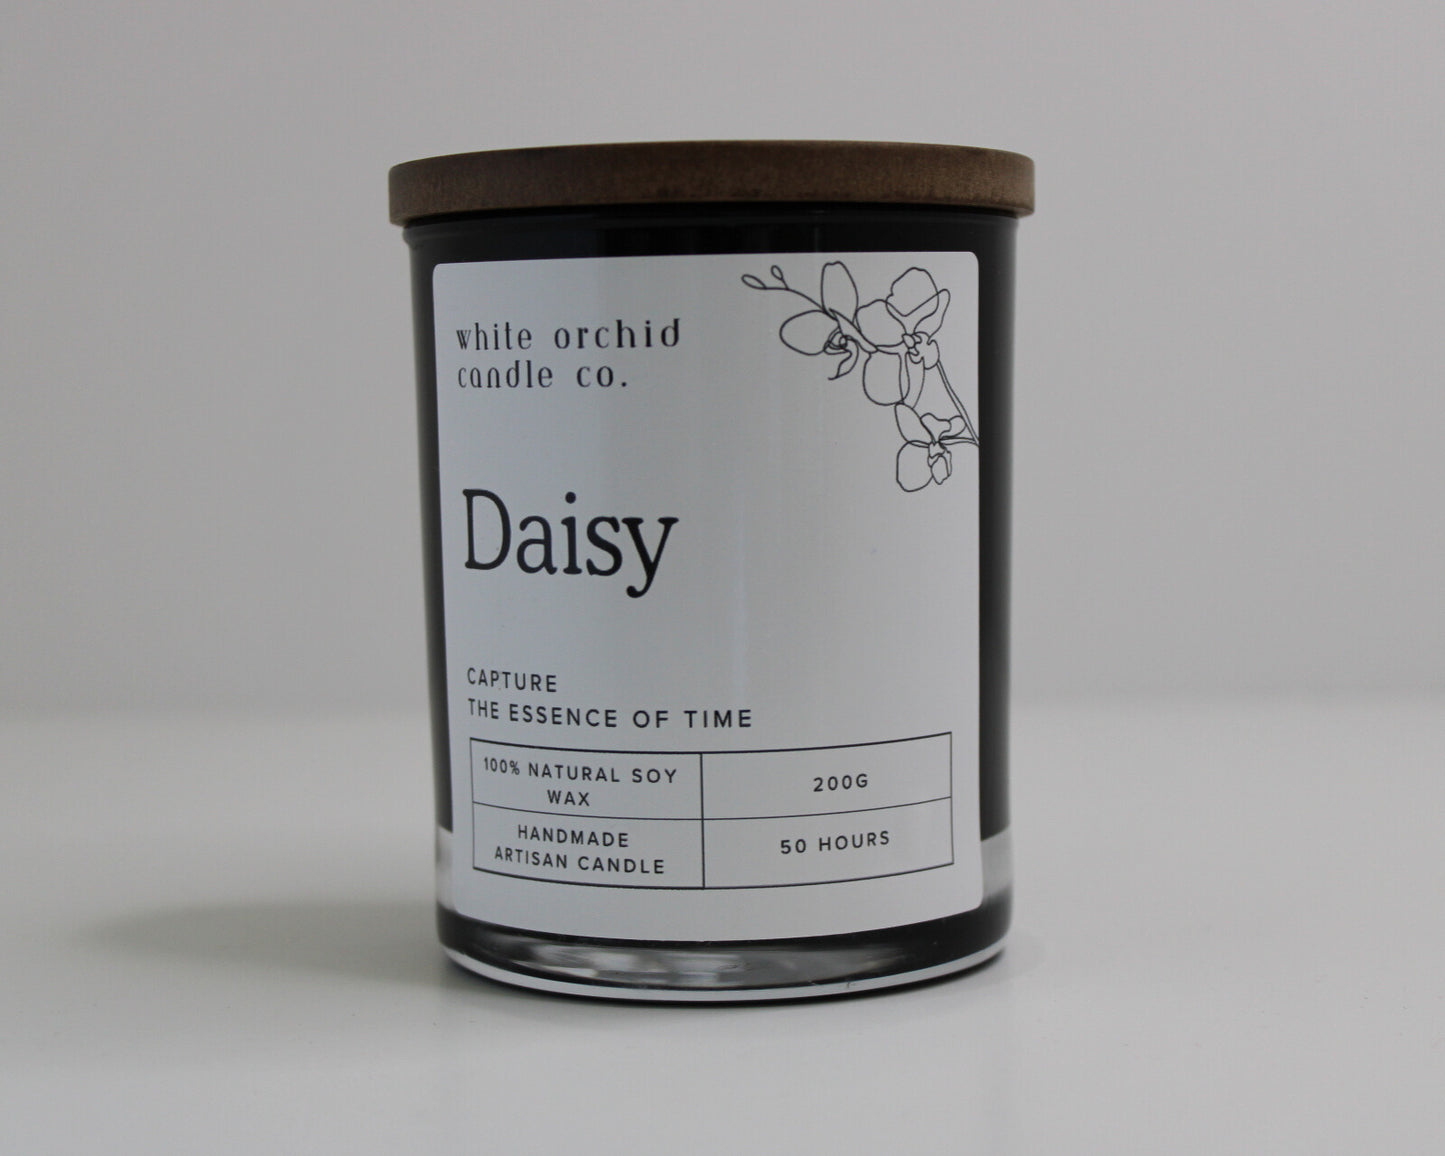 white orchid
candle co.
Daisy
CAPTURE
THE ESSENCE OF TIME
100% NATURAL SOY
WAX
200G
HANDMADE
ARTISAN CANDLE
50 HOURS